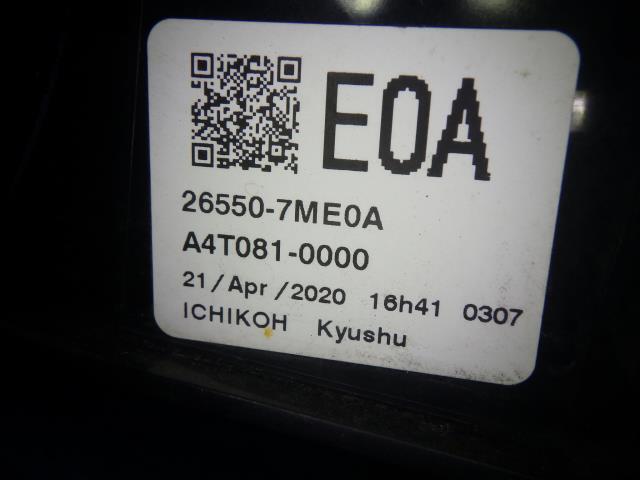 E0A
26550-7ME0A
A4T081-0000
21/Apr/2020 16h41 0307
ICHIKOH Kyushu